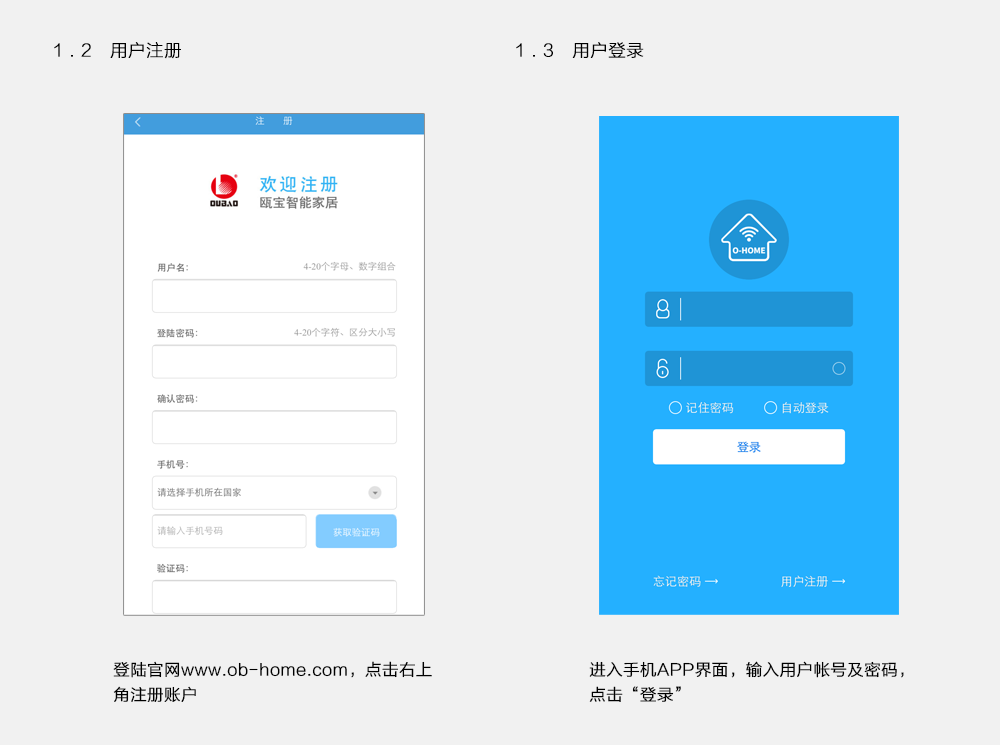 1.2 用户注册
注 册
OUBAO
欢迎注册
瓯宝智能家居
用户名: 4-20个字母、数字组合
登陆密码: 4-20个字符、区分大小写
确认密码:
手机号:
请选择手机所在国家
请输入手机号码 获取验证码
验证码:
登陆官网www.ob-home.com，点击右上
角注册账户
1.3 用户登录
O-HOME
记住密码 自动登录
登录
忘记密码→ 用户注册→
进入手机APP界面，输入用户帐号及密码，
点击“登录”